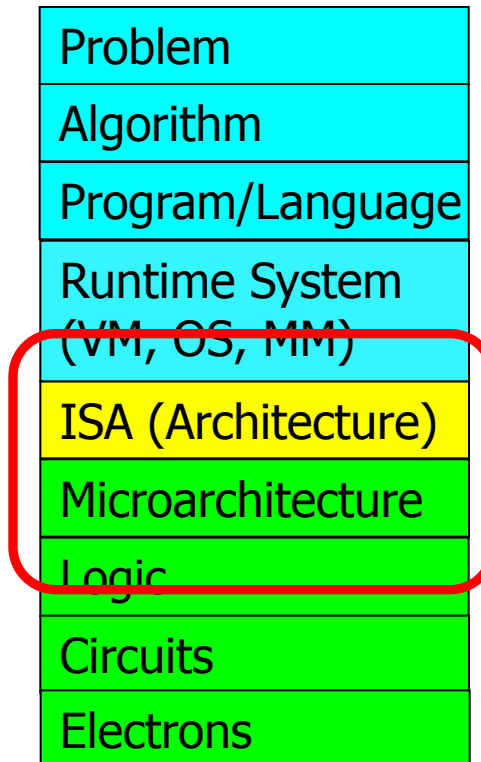 Problem
Algorithm
Program/Language
Runtime System
(VM, OS, MM)
ISA (Architecture)
Microarchitecture
Logic
Circuits
Electrons